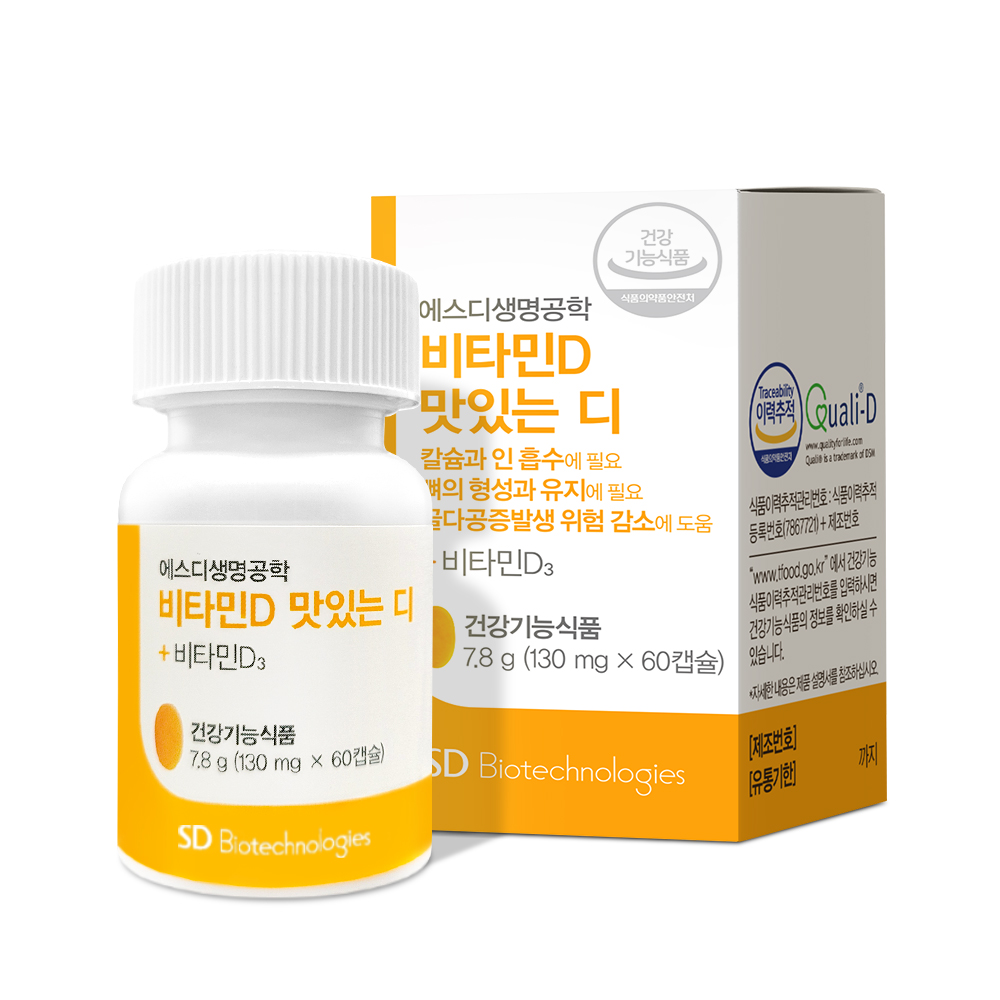 에스디생명공학
비타민D 맛있는 디
+ 비타민D₃
건강기능식품
7.8 g (130 mg × 60캡슐)
SD Biotechnologies
건강
기능식품
식품의약품안전처
에스디생명공학
비타민D
맛있는 디
칼슘과 인 흡수에 필요
뼈의 형성과 유지에 필요
골다공증발생 위험 감소에 도움
+ 비타민D₃
건강기능식품
7.8 g (130 mg × 60캡슐)
SD Biotechnologies
Traceability
이력추적
식품의약품안전처
Quali-D®
www.qualityforlife.com
Quali® is a trademark of DSM
식품이력추적관리번호 : 식품이력추적
등록번호(7867721) + 제조번호
“www.tfood.go.kr” 에서 건강기능
식품이력추적관리번호를 입력하시면
건강기능식품의 정보를 확인하실 수
있습니다.
*자세한 내용은 제품 설명서를 참조하십시오.
[제조번호]
[유통기한] 까지